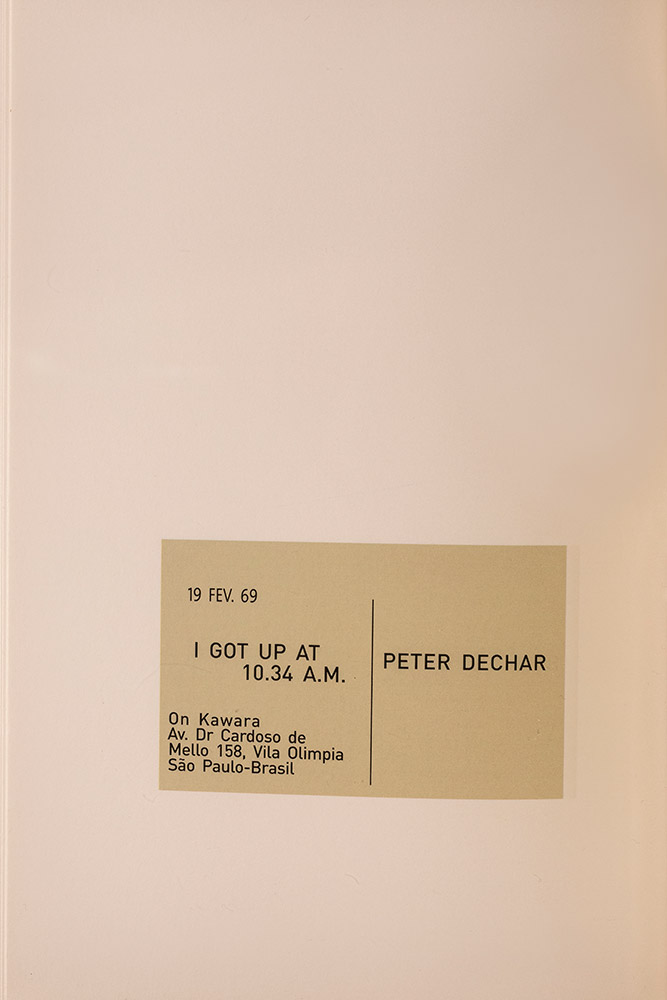 19 FEV. 69
I GOT UP AT
10.34 A.M.
On Kawara
Av. Dr Cardoso de
Mello 158, Vila Olimpia
São Paulo-Brasil
PETER DECHAR